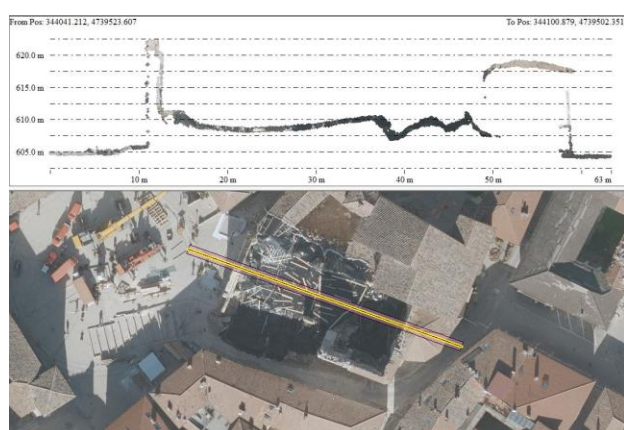 From Pos: 344041.212, 4739523.607 To Pos: 344100.879, 4739502.351
620.0 m
615.0 m
610.0 m
605.0 m
10 m 20 m 30 m 40 m 50 m 63 m